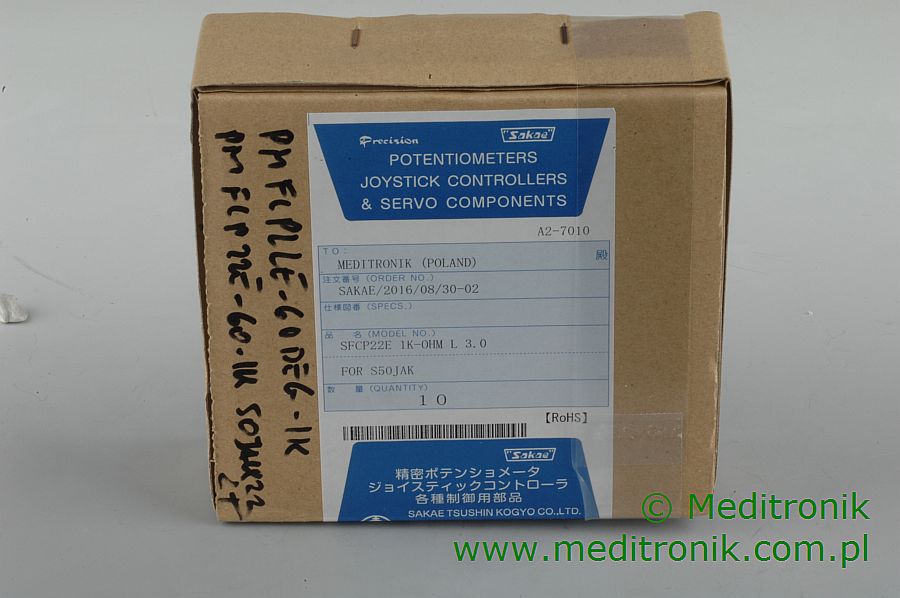 Precision
"Sakae"
POTENTIOMETERS
JOYSTICK CONTROLLERS
& SERVO COMPONENTS
A2-7010
TO:
MEDITRONIK (POLAND) 殿
注文番号 (ORDER NO.)
SAKAE/2016/08/30-02
仕様図番 (SPECS.)
品 名 (MODEL NO.)
SFCP22E 1K-OHM L 3.0
FOR S50JAK
数 量 (QUANTITY)
10
【RoHS】
"Sakae"
精密ポテンショメータ
ジョイスティックコントローラ
各種制御用部品
SAKAE TSUSHIN KOGYO CO.,LTD.
© Meditronik
www.meditronik.com.pl